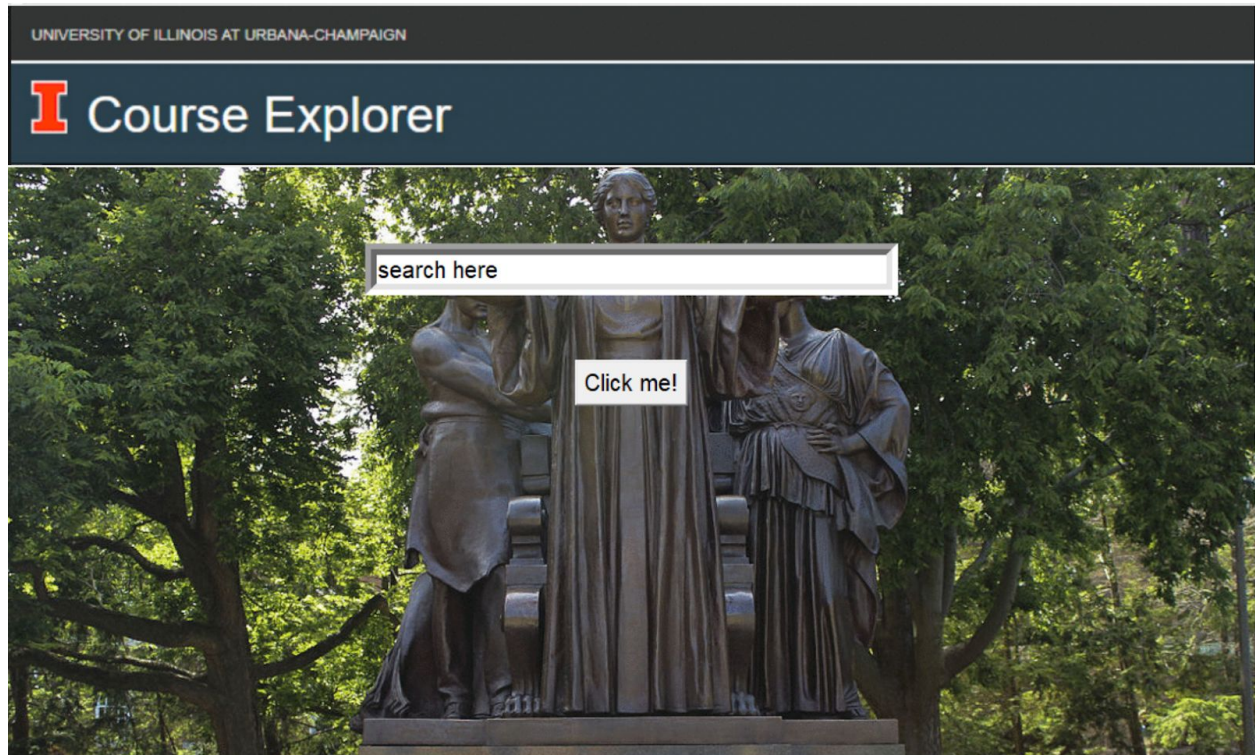 UNIVERSITY OF ILLINOIS AT URBANA-CHAMPAIGN
I Course Explorer
search here
Click me!